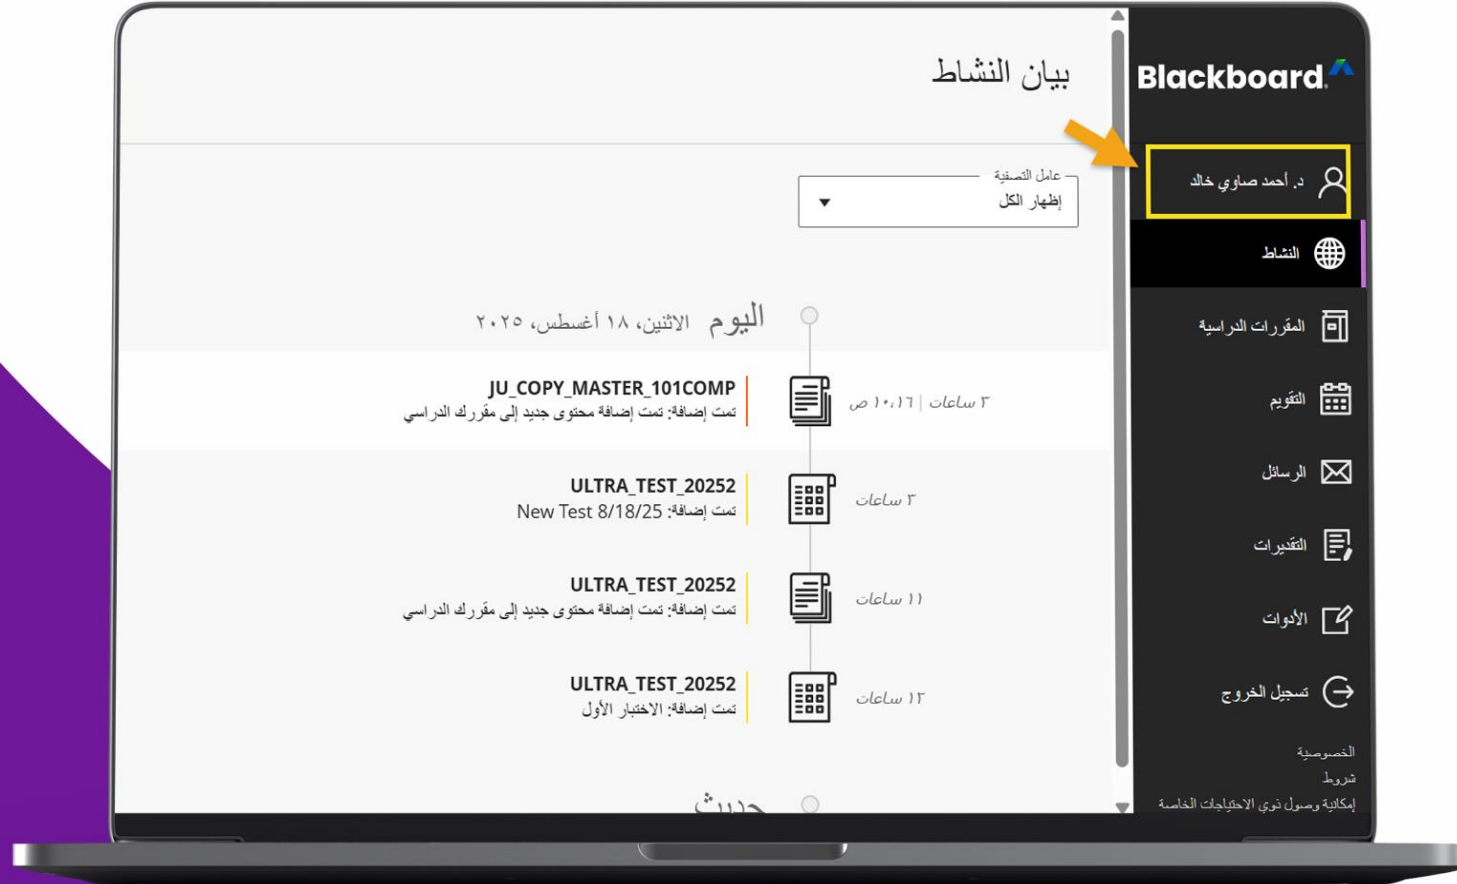 Blackboard
د. أحمد صاوي خالد
النشاط
المقررات الدراسية
التقويم
الرسائل
التقديرات
الأدوات
تسجيل الخروج
الخصوصية
شروط
إمكانية وصول ذوي الاحتياجات الخاصة
بيان النشاط
عامل التصفية
إظهار الكل
اليوم الاثنين، ١٨ أغسطس، ٢٠٢٥
٣ ساعات | ١٠،١٦ ص
JU_COPY_MASTER_101COMP
تمت إضافة: تمت إضافة محتوى جديد إلى مقررك الدراسي
٣ ساعات
ULTRA_TEST_20252
تمت إضافة: New Test 8/18/25
١١ ساعات
ULTRA_TEST_20252
تمت إضافة: تمت إضافة محتوى جديد إلى مقررك الدراسي
١٢ ساعات
ULTRA_TEST_20252
تمت إضافة: الاختبار الأول
حديث